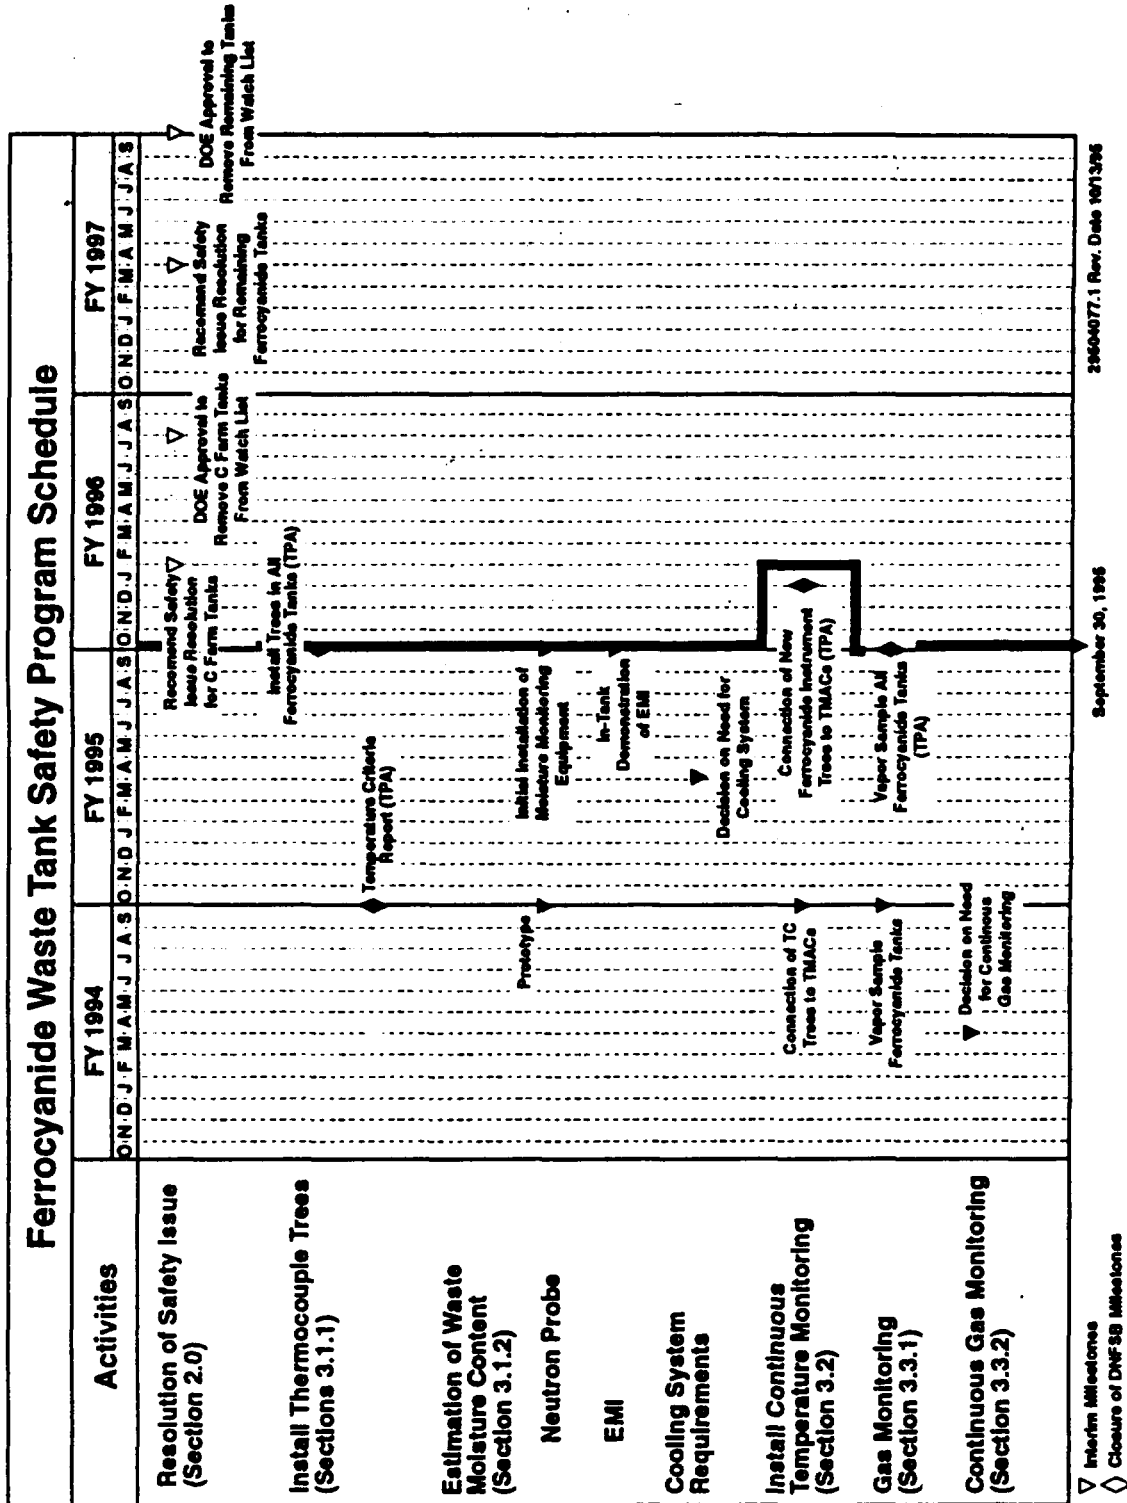 Ferrocyanide Waste Tank Safety Program Schedule
Activities
FY 1994
FY 1995
FY 1996
FY 1997
O N D J F M A M J J A S
O N D J F M A M J J A S
O N D J F M A M J J A S
O N D J F M A M J J A S
Resolution of Safety Issue
(Section 2.0)
Recomend Safety
Issue Resolution
for C Farm Tanks
DOE Approval to
Remove C Farm Tanks
From Watch List
Recomend Safety
Issue Resolution
for Remaining
Ferrocyanide Tanks
DOE Approval to
Remove Remaining Tanks
From Watch List
Install Thermocouple Trees
(Sections 3.1.1)
Temperature Criteria
Report (TPA)
Install Trees in All
Ferrocyanide Tanks (TPA)
Estimation of Waste
Moisture Content
(Section 3.1.2)
Neutron Probe
Prototype
Initial Installation of
Moisture Monitoring
Equipment
EMI
In-Tank
Demonstration
of EMI
Cooling System
Requirements
Decision on Need for
Cooling System
Install Continuous
Temperature Monitoring
(Section 3.2)
Connection of TC
Trees to TMACs
Connection of New
Ferrocyanide Instrument
Trees to TMACs (TPA)
Gas Monitoring
(Section 3.3.1)
Vapor Sample
Ferrocyanide Tanks
Vapor Sample All
Ferrocyanide Tanks
(TPA)
Continuous Gas Monitoring
(Section 3.3.2)
Decision on Need
for Continous
Gas Monitoring
Interim Milestones
Closure of DNFSB Milestones
September 30, 1995
29504077.1 Rev. Date 10/13/95